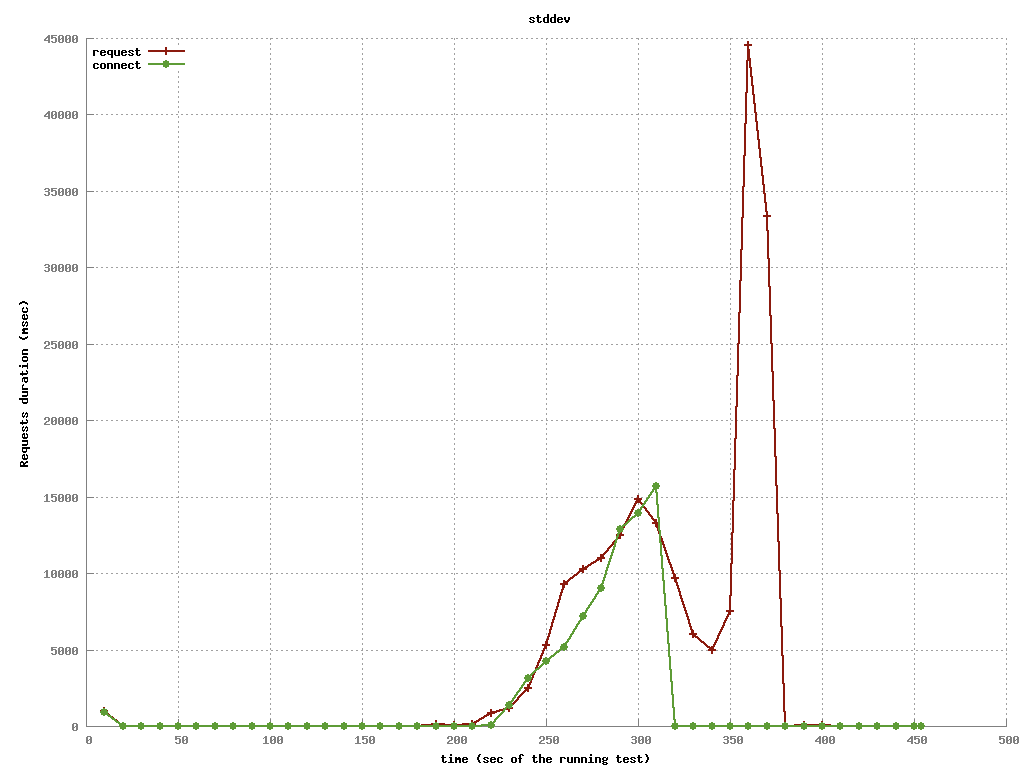 stddev
request
connect
45000
40000
35000
30000
25000
20000
15000
10000
5000
0
Requests duration (msec)
0 50 100 150 200 250 300 350 400 450 500
time (sec of the running test)